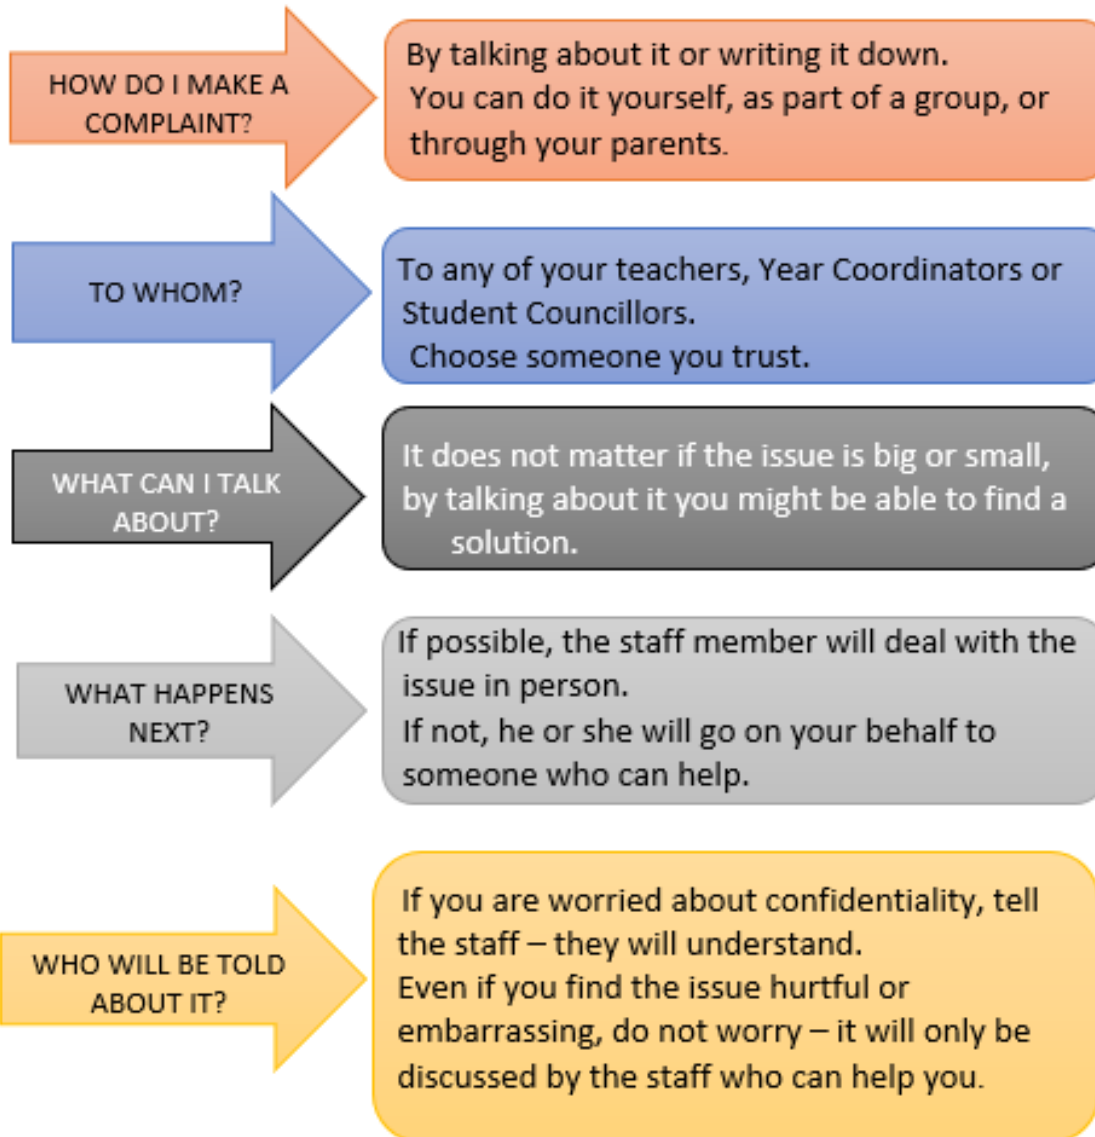 HOW DO I MAKE A
COMPLAINT?
By talking about it or writing it down.
You can do it yourself, as part of a group, or
through your parents.
TO WHOM?
To any of your teachers, Year Coordinators or
Student Councillors.
Choose someone you trust.
WHAT CAN I TALK
ABOUT?
It does not matter if the issue is big or small,
by talking about it you might be able to find a
solution.
WHAT HAPPENS
NEXT?
If possible, the staff member will deal with the
issue in person.
If not, he or she will go on your behalf to
someone who can help.
WHO WILL BE TOLD
ABOUT IT?
If you are worried about confidentiality, tell
the staff – they will understand.
Even if you find the issue hurtful or
embarrassing, do not worry – it will only be
discussed by the staff who can help you.